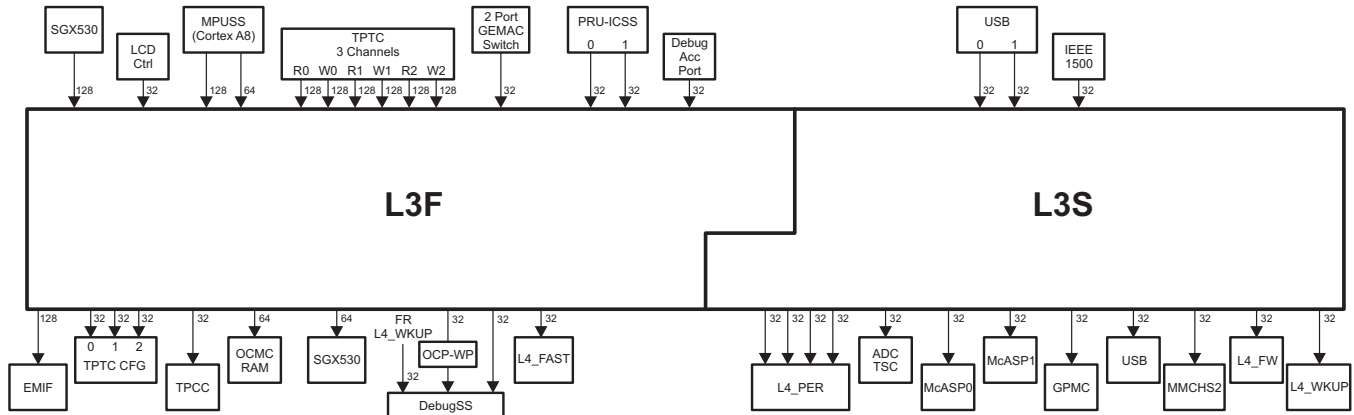 SGX530
LCD
Ctrl
MPUSS
(Cortex A8)
TPTC
3 Channels
R0 W0 R1 W1 R2 W2
2 Port
GEMAC
Switch
PRU-ICSS
0 1
Debug
Acc
Port
USB
0 1
IEEE
1500
128
32
128 64
128 128 128 128 128 128
32
32 32
32
32 32
32
L3F
L3S
128
32 32 32
32
64
64
FR
L4_WKUP
32
32
32
32
32 32 32 32
32
32
32
32
32
32
32
32
EMIF
0 1 2
TPTC CFG
TPCC
OCMC
RAM
SGX530
OCP-WP
DebugSS
L4_FAST
L4_PER
ADC
TSC
McASP0
McASP1
GPMC
USB
MMCHS2
L4_FW
L4_WKUP